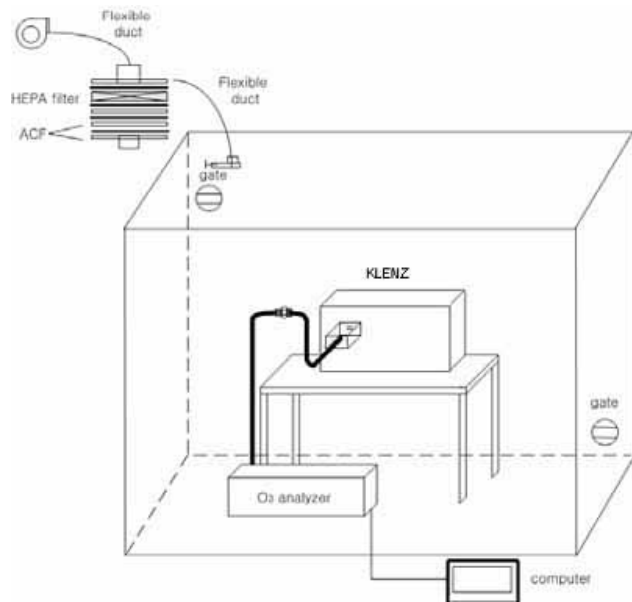 Flexible
duct
HEPA filter
ACF
Flexible
duct
gate
KLENZ
gate
O₃ analyzer
computer